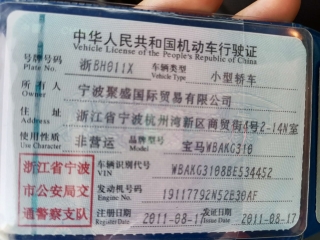 中华人民共和国机动车行驶证
Vehicle License of the People's Republic of China
号牌号码 浙BH011X 车辆类型 小型轿车
Plate No. Vehicle Type
所有人 宁波聚盛国际贸易有限公司
Owner
住址 浙江省宁波杭州湾新区商贸街8号2-14N室
Address
使用性质 非营运 品牌型号 宝马WBAKG310
Use Character Model
浙江省宁波
市公安局交
通警察支队
车辆识别代号 WBAKG3108BE534452
VIN
发动机号码 19117792N52B30AF
Engine No.
注册日期 2011-08-17 发证日期 2011-08-17
Register Date Issue Date